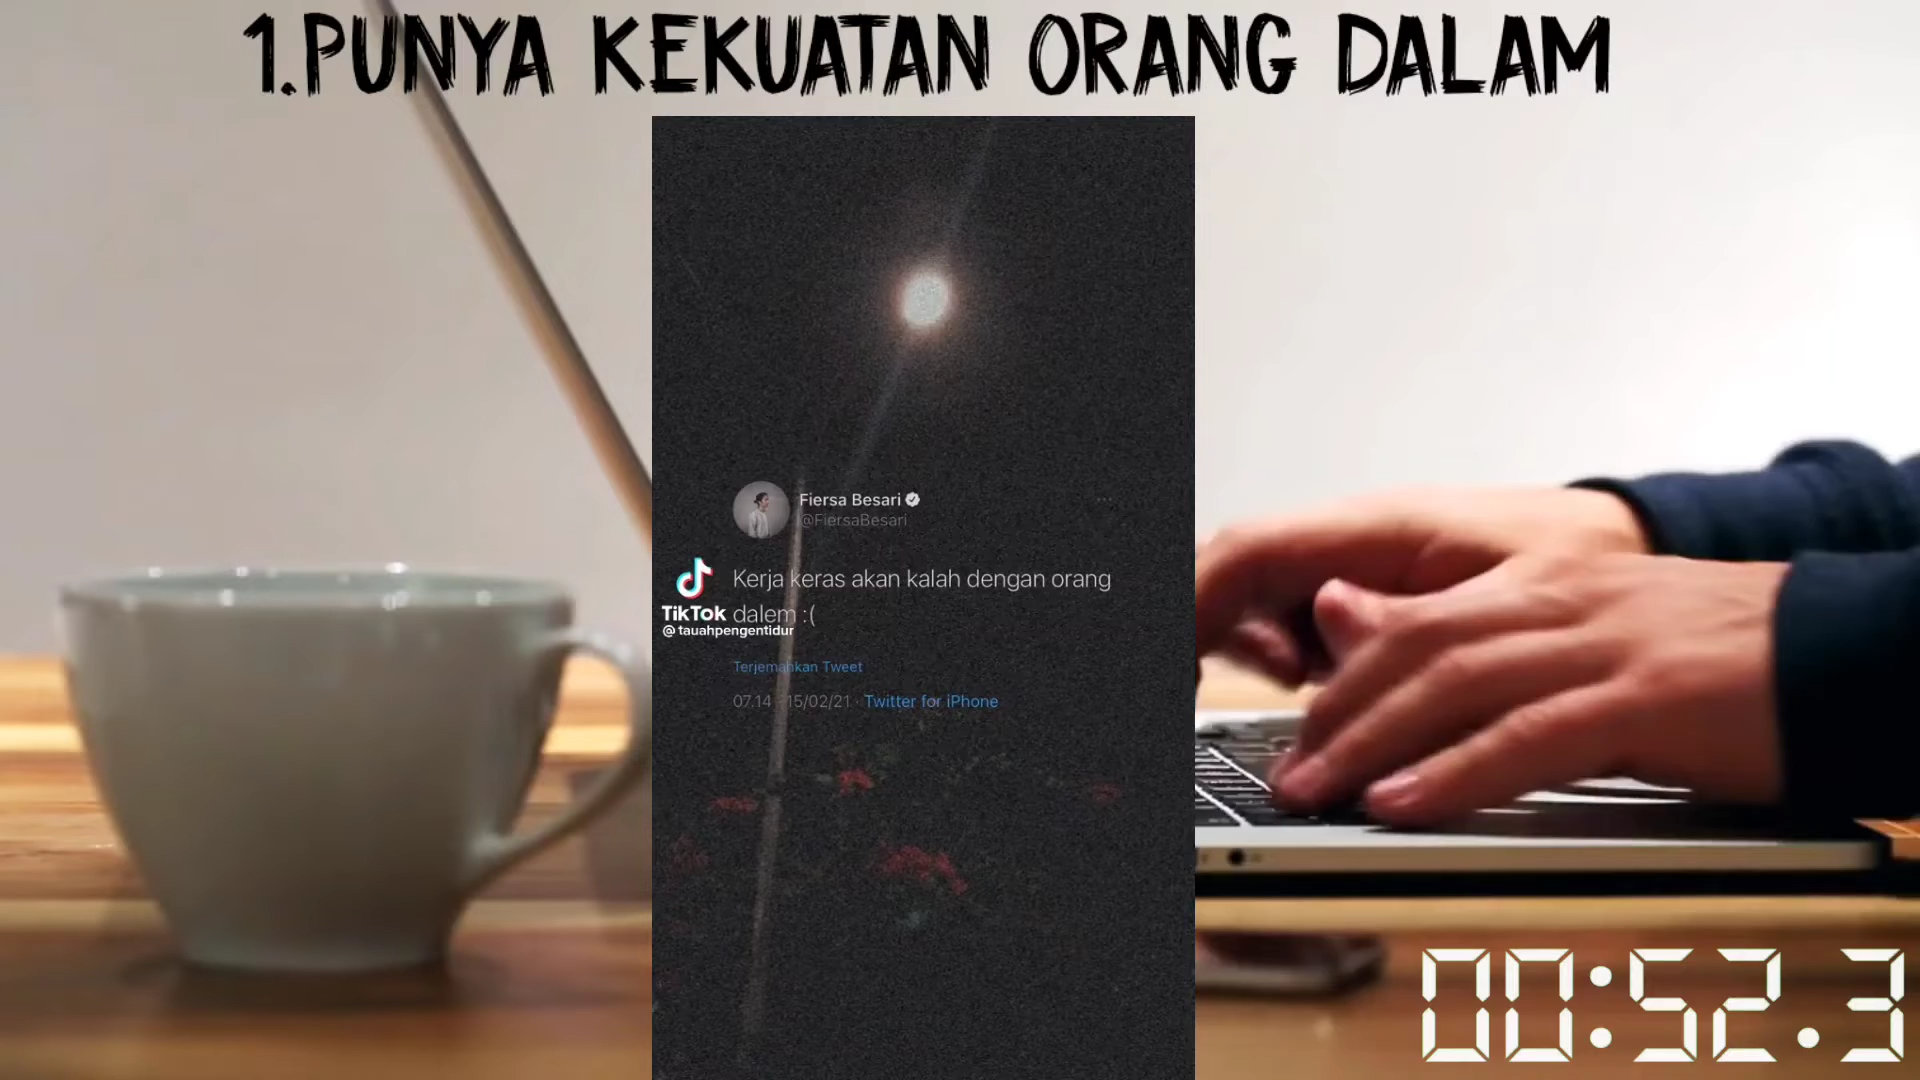 1.PUNYA KEKUATAN ORANG DALAM
Fiersa Besari
@FiersaBesari
Kerja keras akan kalah dengan orang
dalem :(
TikTok
@tauahpengentidur
Terjemahkan Tweet
07.14 · 15/02/21 · Twitter for iPhone
00:52.3